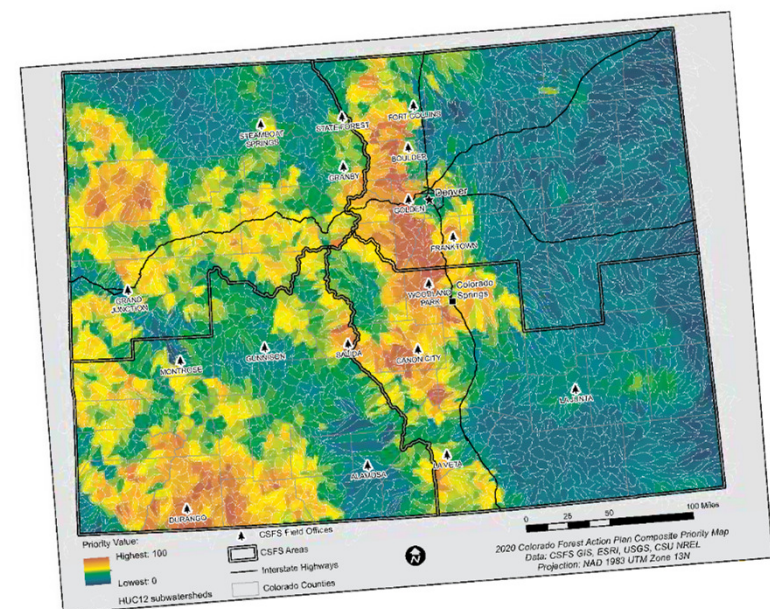 STEAMBOAT
SPRINGS
STATE FOREST
FORT COLLINS
GRANBY
BOULDER
GOLDEN
Denver
FRANKTOWN
GRAND
JUNCTION
WOODLAND
PARK
Colorado
Springs
MONTROSE
GUNNISON
SALIDA
CANON CITY
LA JUNTA
ALAMOSA
LA VETA
DURANGO
Priority Value:
Highest: 100
Lowest: 0
HUC12 subwatersheds
CSFS Field Offices
CSFS Areas
Interstate Highways
Colorado Counties
N
0 25 50 100 Miles
2020 Colorado Forest Action Plan Composite Priority Map
Data: CSFS GIS, ESRI, USGS, CSU NREL
Projection: NAD 1983 UTM Zone 13N